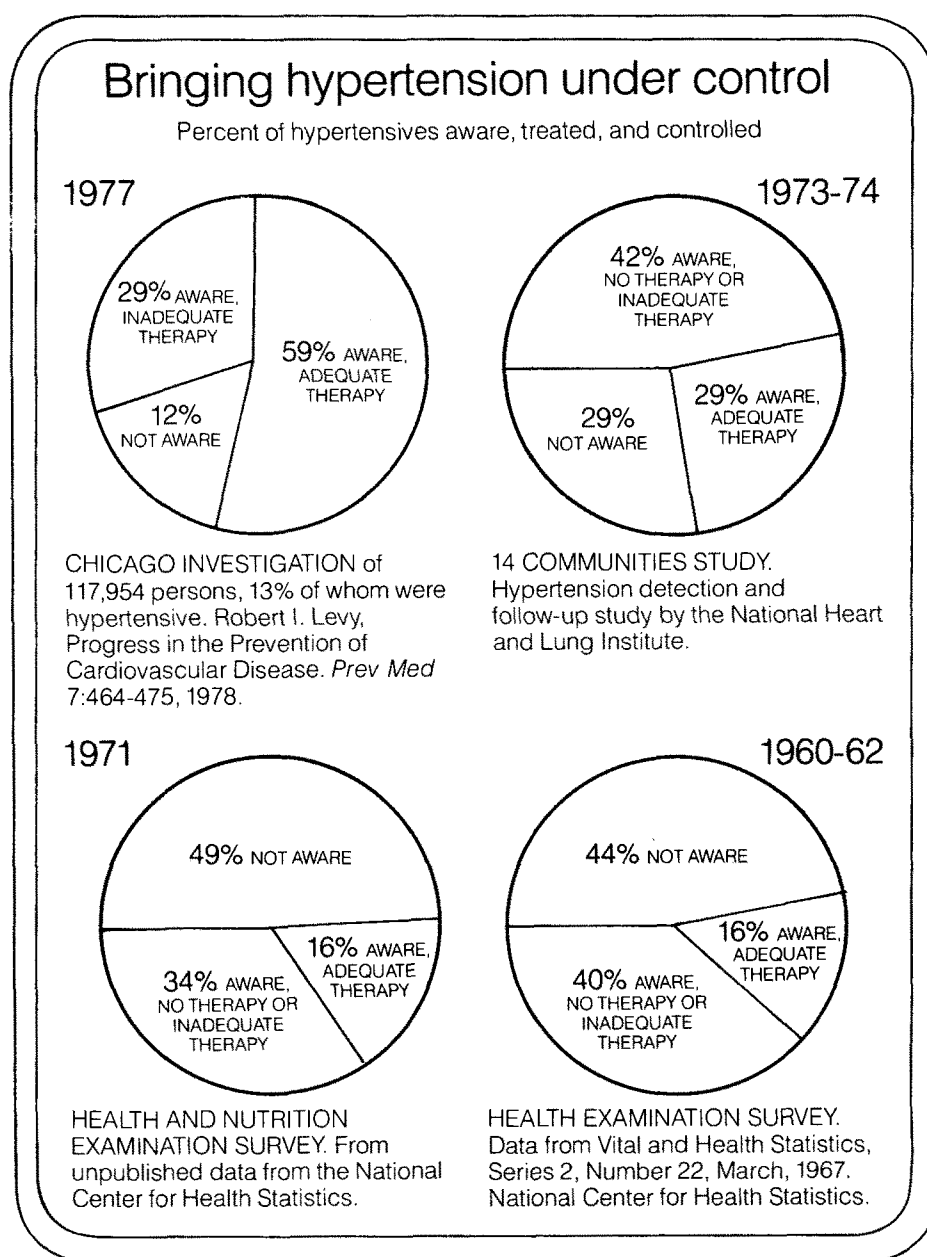 Bringing hypertension under control
Percent of hypertensives aware, treated, and controlled
1977
29% AWARE,
INADEQUATE
THERAPY
59% AWARE,
ADEQUATE
THERAPY
12%
NOT AWARE
CHICAGO INVESTIGATION of
117,954 persons, 13% of whom were
hypertensive. Robert I. Levy,
Progress in the Prevention of
Cardiovascular Disease. Prev Med
7:464-475, 1978.
1973-74
42% AWARE,
NO THERAPY OR
INADEQUATE
THERAPY
29% AWARE,
ADEQUATE
THERAPY
29%
NOT AWARE
14 COMMUNITIES STUDY.
Hypertension detection and
follow-up study by the National Heart
and Lung Institute.
1971
49% NOT AWARE
16% AWARE,
ADEQUATE
THERAPY
34% AWARE,
NO THERAPY OR
INADEQUATE
THERAPY
HEALTH AND NUTRITION
EXAMINATION SURVEY. From
unpublished data from the National
Center for Health Statistics.
1960-62
44% NOT AWARE
16% AWARE,
ADEQUATE
THERAPY
40% AWARE,
NO THERAPY OR
INADEQUATE
THERAPY
HEALTH EXAMINATION SURVEY.
Data from Vital and Health Statistics,
Series 2, Number 22, March, 1967.
National Center for Health Statistics.